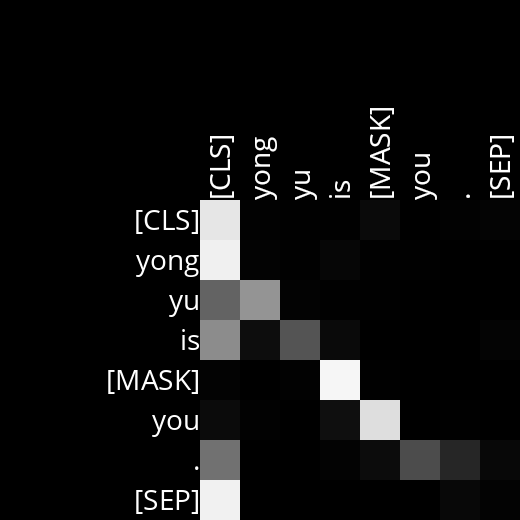 [CLS] yong yu is [MASK] you . [SEP]
[CLS]
yong
yu
is
[MASK]
you
.
[SEP]